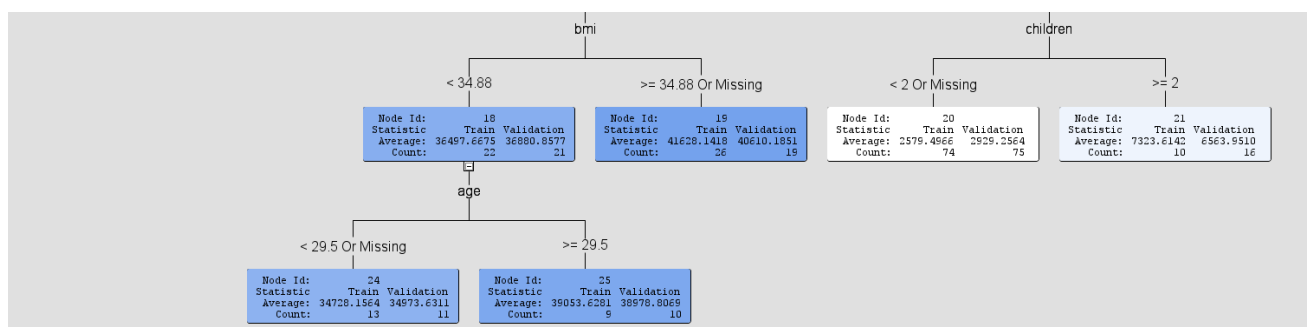 bmi
children
< 34.88
>= 34.88 Or Missing
< 2 Or Missing
>= 2
Node Id: 18
Statistic Train Validation
Average: 36497.6675 36880.8577
Count: 22 21
Node Id: 19
Statistic Train Validation
Average: 41628.1418 40610.1851
Count: 26 19
Node Id: 20
Statistic Train Validation
Average: 2579.4966 2929.2564
Count: 74 75
Node Id: 21
Statistic Train Validation
Average: 7323.6142 6563.9510
Count: 10 16
age
< 29.5 Or Missing
>= 29.5
Node Id: 24
Statistic Train Validation
Average: 34728.1564 34973.6311
Count: 13 11
Node Id: 25
Statistic Train Validation
Average: 39053.6281 38978.8069
Count: 9 10